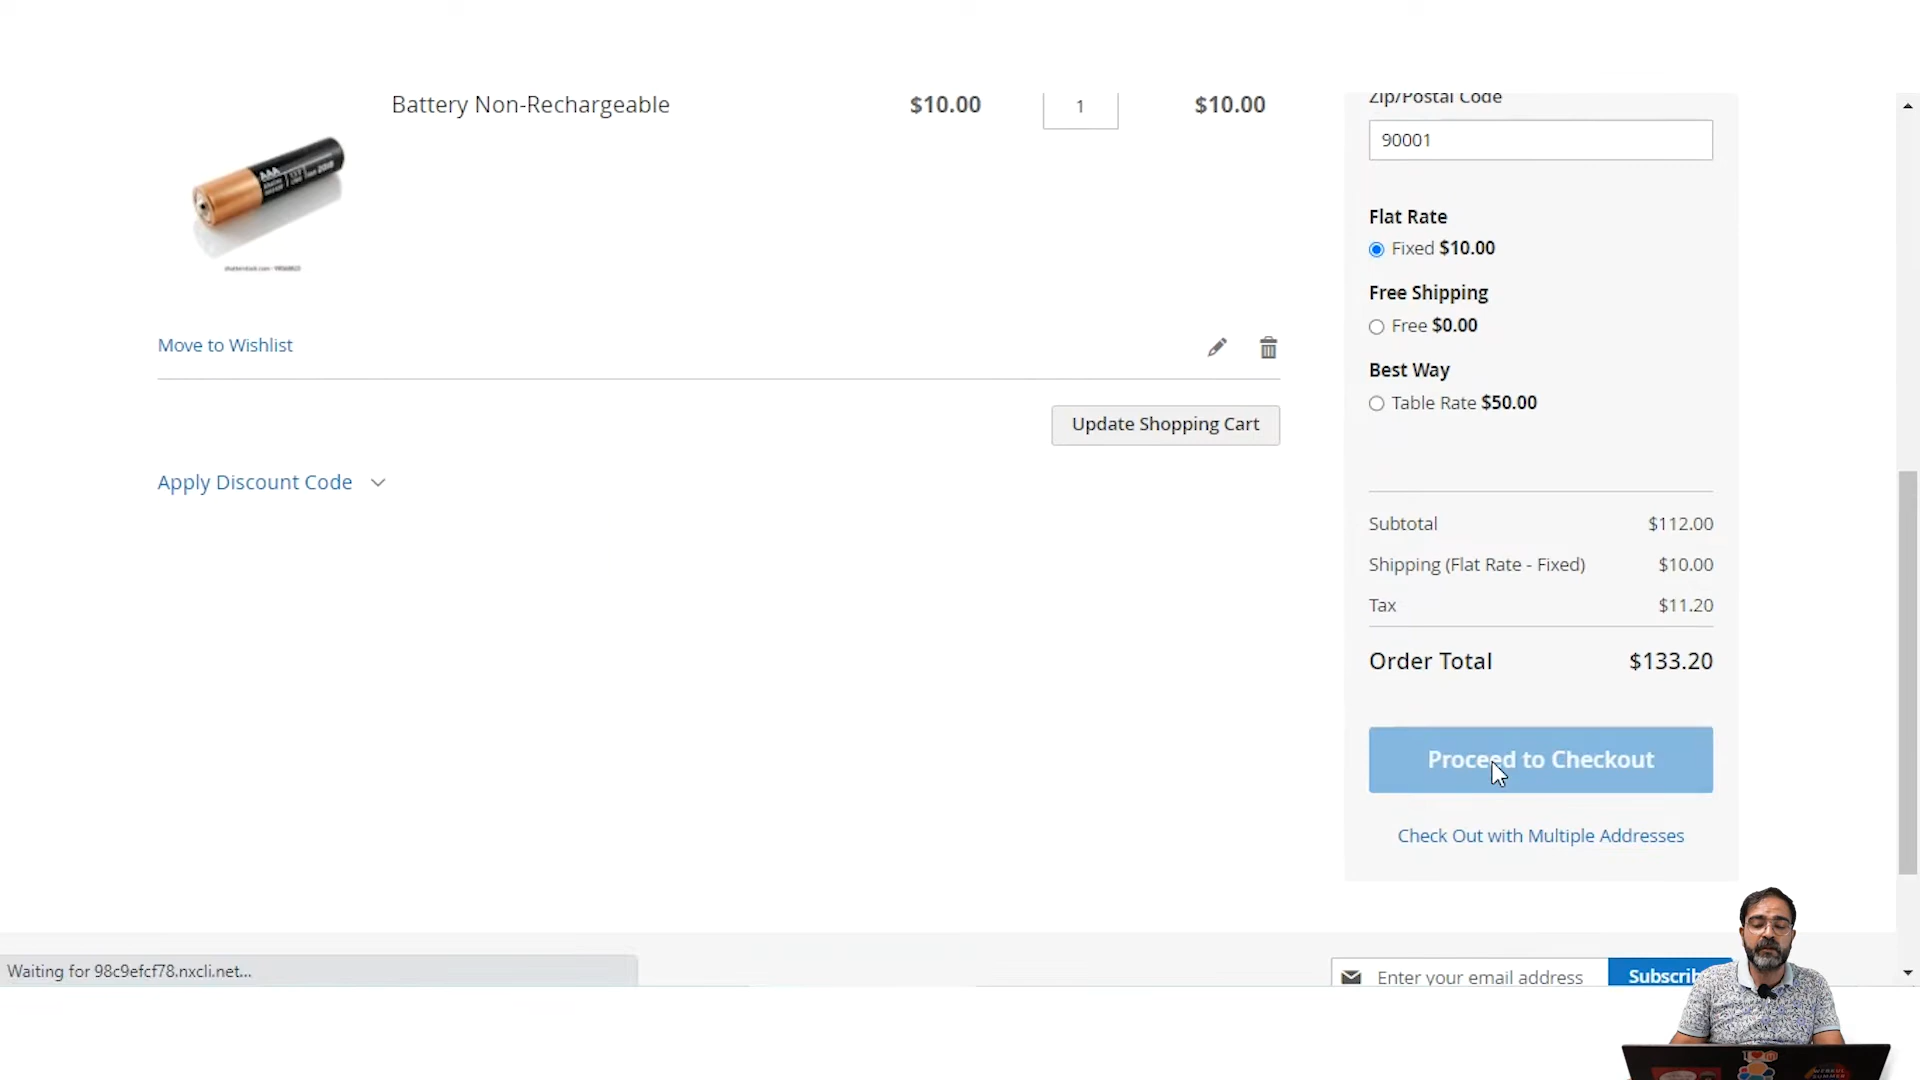 Zip/Postal Code
Battery Non-Rechargeable $10.00 1 $10.00
90001
AAA
Flat Rate
Fixed $10.00
Free Shipping
Free $0.00
Move to Wishlist
Best Way
Table Rate $50.00
Update Shopping Cart
Apply Discount Code
Subtotal $112.00
Shipping (Flat Rate - Fixed) $10.00
Tax $11.20
Order Total $133.20
Proceed to Checkout
Check Out with Multiple Addresses
Waiting for 98c9efcf78.nxcli.net...
Enter your email address